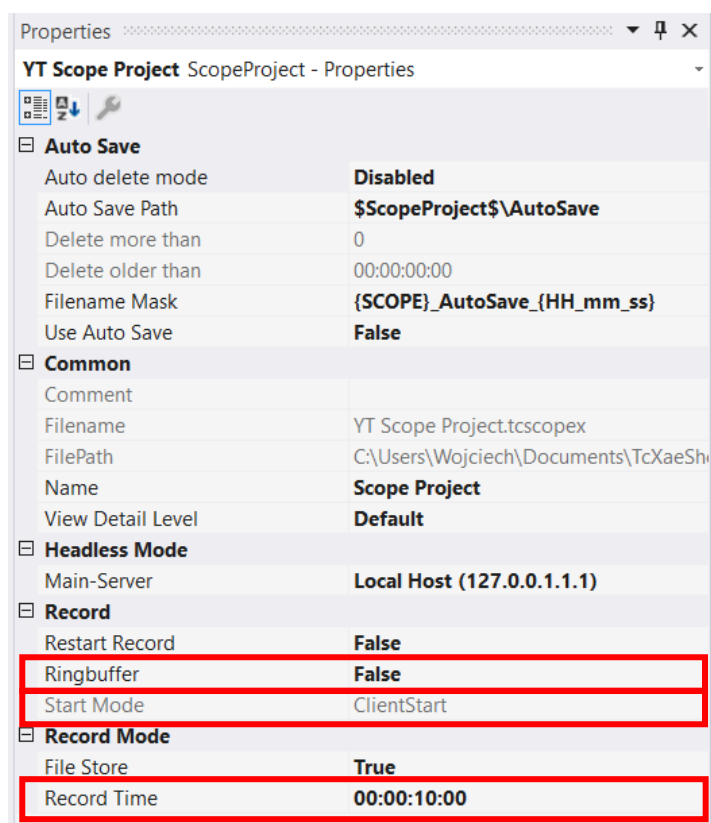 Properties
YT Scope Project ScopeProject - Properties
Auto Save
Auto delete mode Disabled
Auto Save Path $ScopeProject$\AutoSave
Delete more than 0
Delete older than 00:00:00:00
Filename Mask {SCOPE}_AutoSave_{HH_mm_ss}
Use Auto Save False
Common
Comment
Filename YT Scope Project.tcscopex
FilePath C:\Users\Wojciech\Documents\TcXaeSh
Name Scope Project
View Detail Level Default
Headless Mode
Main-Server Local Host (127.0.0.1.1.1)
Record
Restart Record False
Ringbuffer False
Start Mode ClientStart
Record Mode
File Store True
Record Time 00:00:10:00